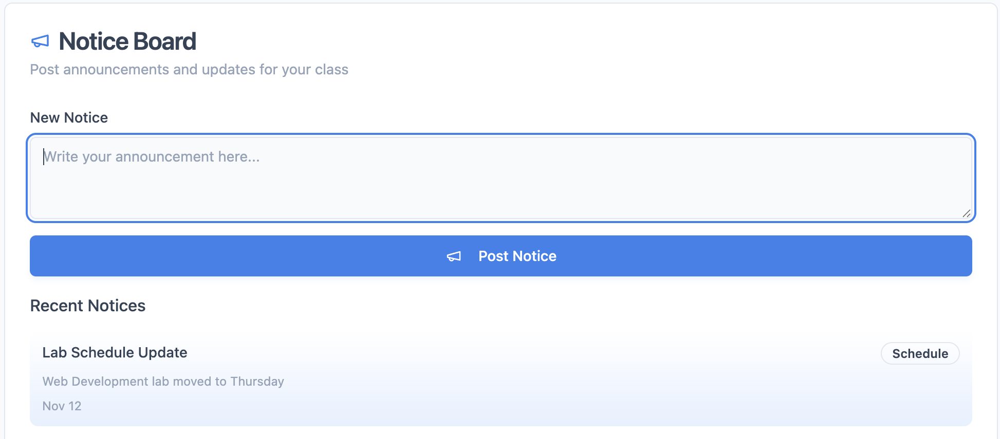 Notice Board
Post announcements and updates for your class
New Notice
Write your announcement here...
Post Notice
Recent Notices
Lab Schedule Update
Schedule
Web Development lab moved to Thursday
Nov 12